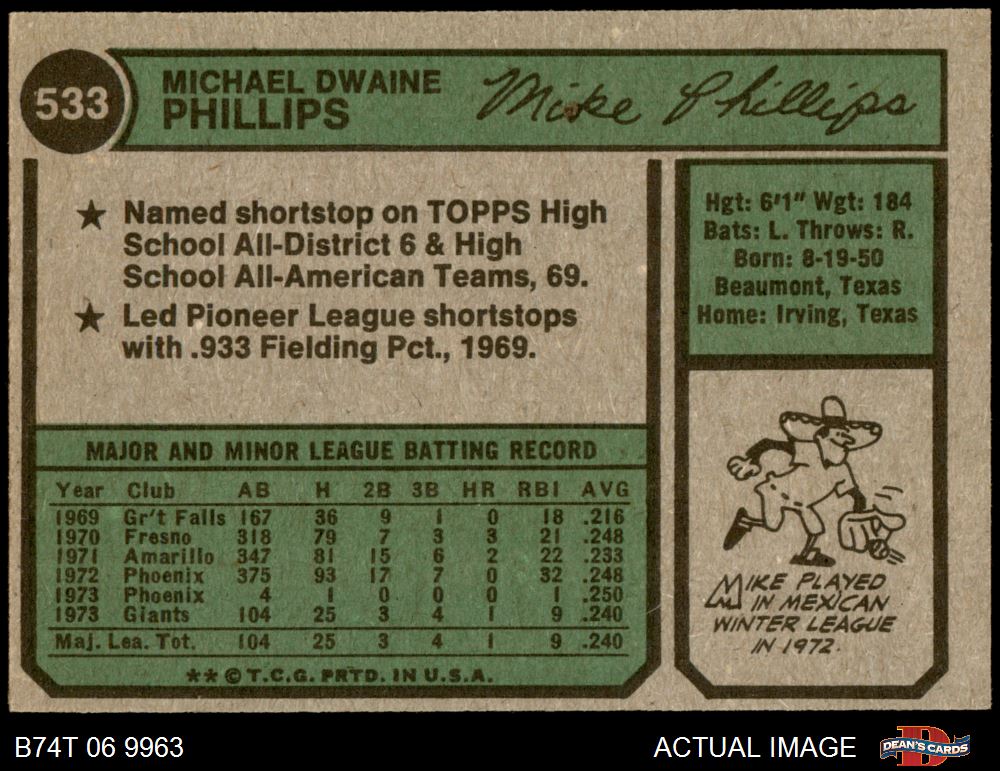 533
MICHAEL DWAINE
PHILLIPS
Mike Phillips
★ Named shortstop on TOPPS High
School All-District 6 & High
School All-American Teams, 69.
★ Led Pioneer League shortstops
with .933 Fielding Pct., 1969.
Hgt: 6'1" Wgt: 184
Bats: L. Throws: R.
Born: 8-19-50
Beaumont, Texas
Home: Irving, Texas
MAJOR AND MINOR LEAGUE BATTING RECORD
Year Club AB H 2B 3B HR RBI AVG
1969 Gr't Falls 167 36 9 1 0 18 .216
1970 Fresno 318 79 7 3 3 21 .248
1971 Amarillo 347 81 15 6 2 22 .233
1972 Phoenix 375 93 17 7 0 32 .248
1973 Phoenix 4 1 0 0 0 1 .250
1973 Giants 104 25 3 4 1 9 .240
Maj. Lea. Tot. 104 25 3 4 1 9 .240
**© T.C.G. PRTD. IN U.S.A.
MIKE PLAYED
IN MEXICAN
WINTER LEAGUE
IN 1972.
B74T 06 9963
ACTUAL IMAGE
DEAN'S CARDS